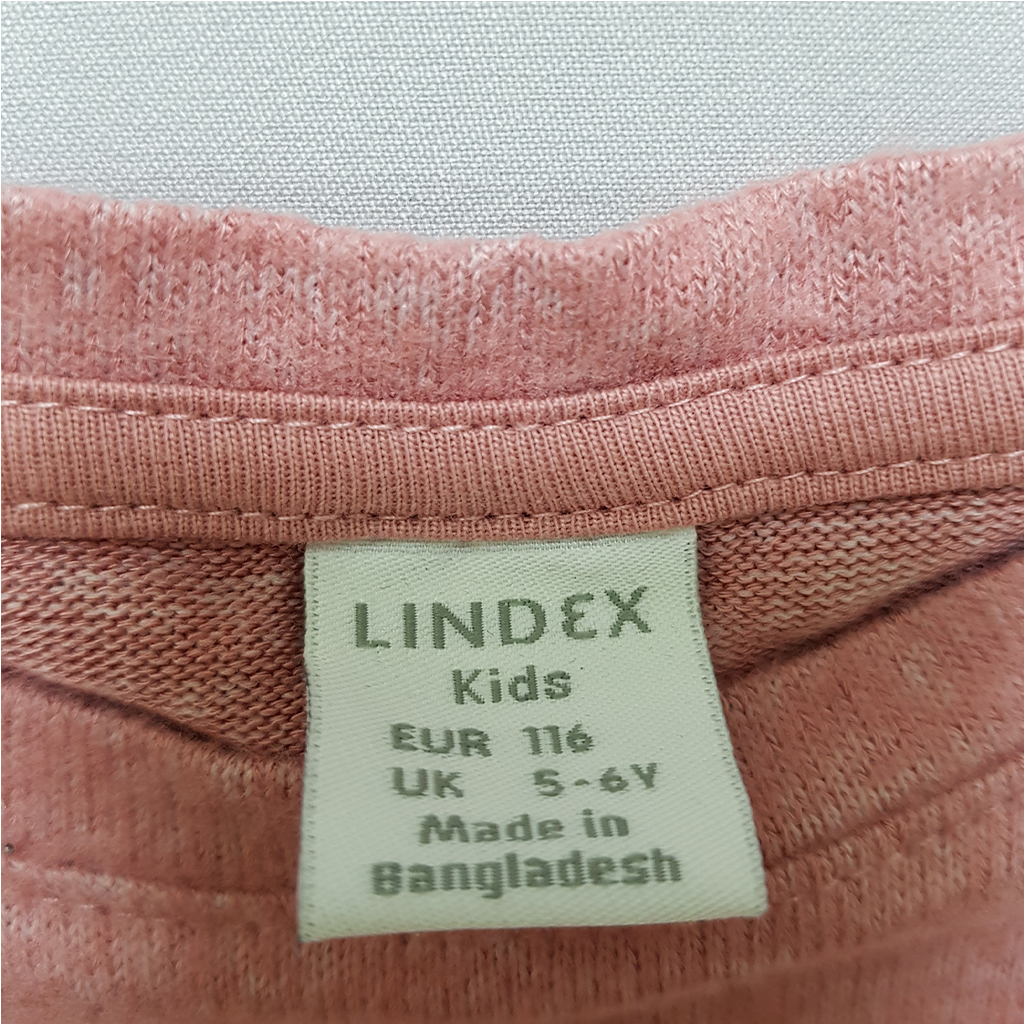 LINDEX
Kids
EUR 116
UK 5-6Y
Made in
Bangladesh